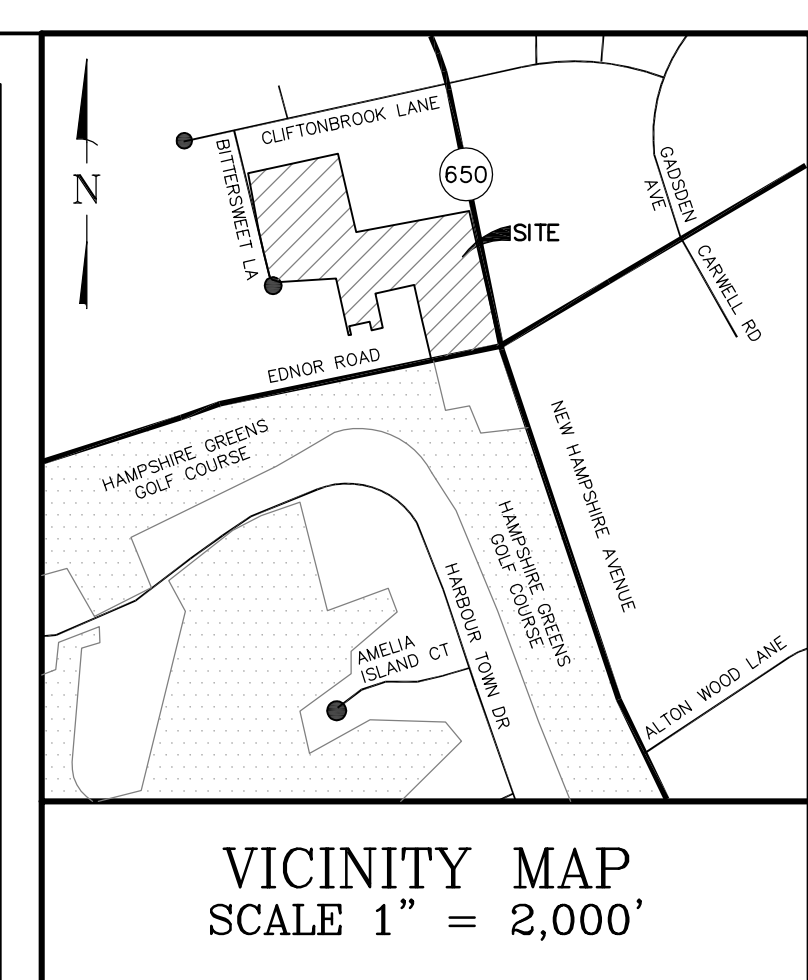 CLIFTONBROOK LANE
BITTERSWEET LA
650
GADSDEN
AVE
N
SITE
CARWELL RD
EDNOR ROAD
HAMPSHIRE GREENS
GOLF COURSE
NEW HAMPSHIRE AVENUE
HAMPSHIRE GREENS
GOLF COURSE
HARBOUR TOWN DR
AMELIA
ISLAND CT
ALTON WOOD LANE
VICINITY MAP
SCALE 1" = 2,000'